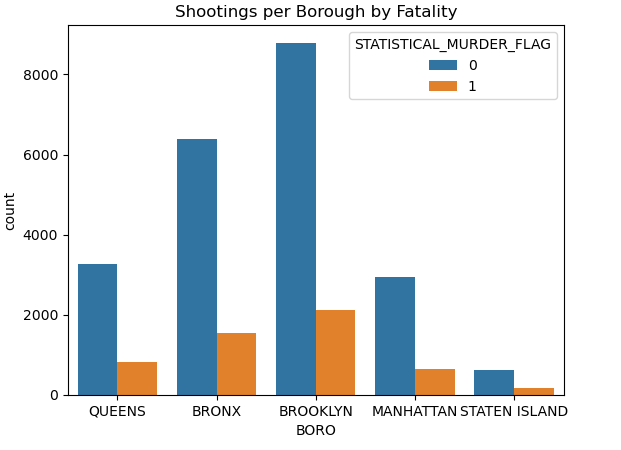 Shootings per Borough by Fatality
STATISTICAL_MURDER_FLAG
0
1
8000
6000
4000
2000
0
count
QUEENS BRONX BROOKLYN MANHATTAN STATEN ISLAND
BORO